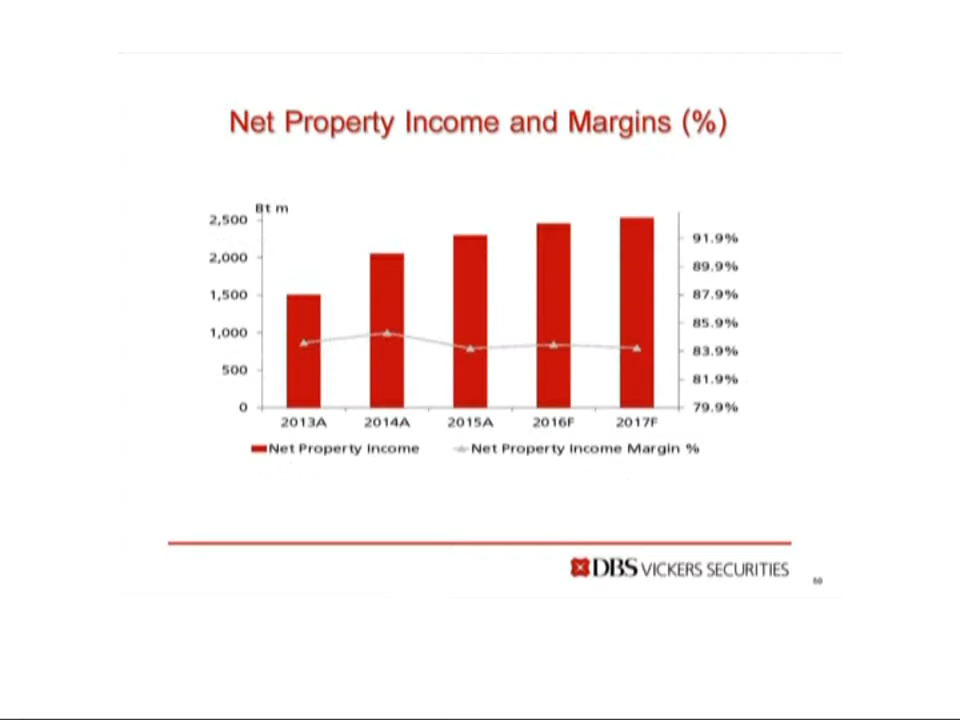 Net Property Income and Margins (%)
Bt m
2,500
2,000
1,500
1,000
500
0
91.9%
89.9%
87.9%
85.9%
83.9%
81.9%
79.9%
2013A 2014A 2015A 2016F 2017F
Net Property Income Net Property Income Margin %
DBS VICKERS SECURITIES